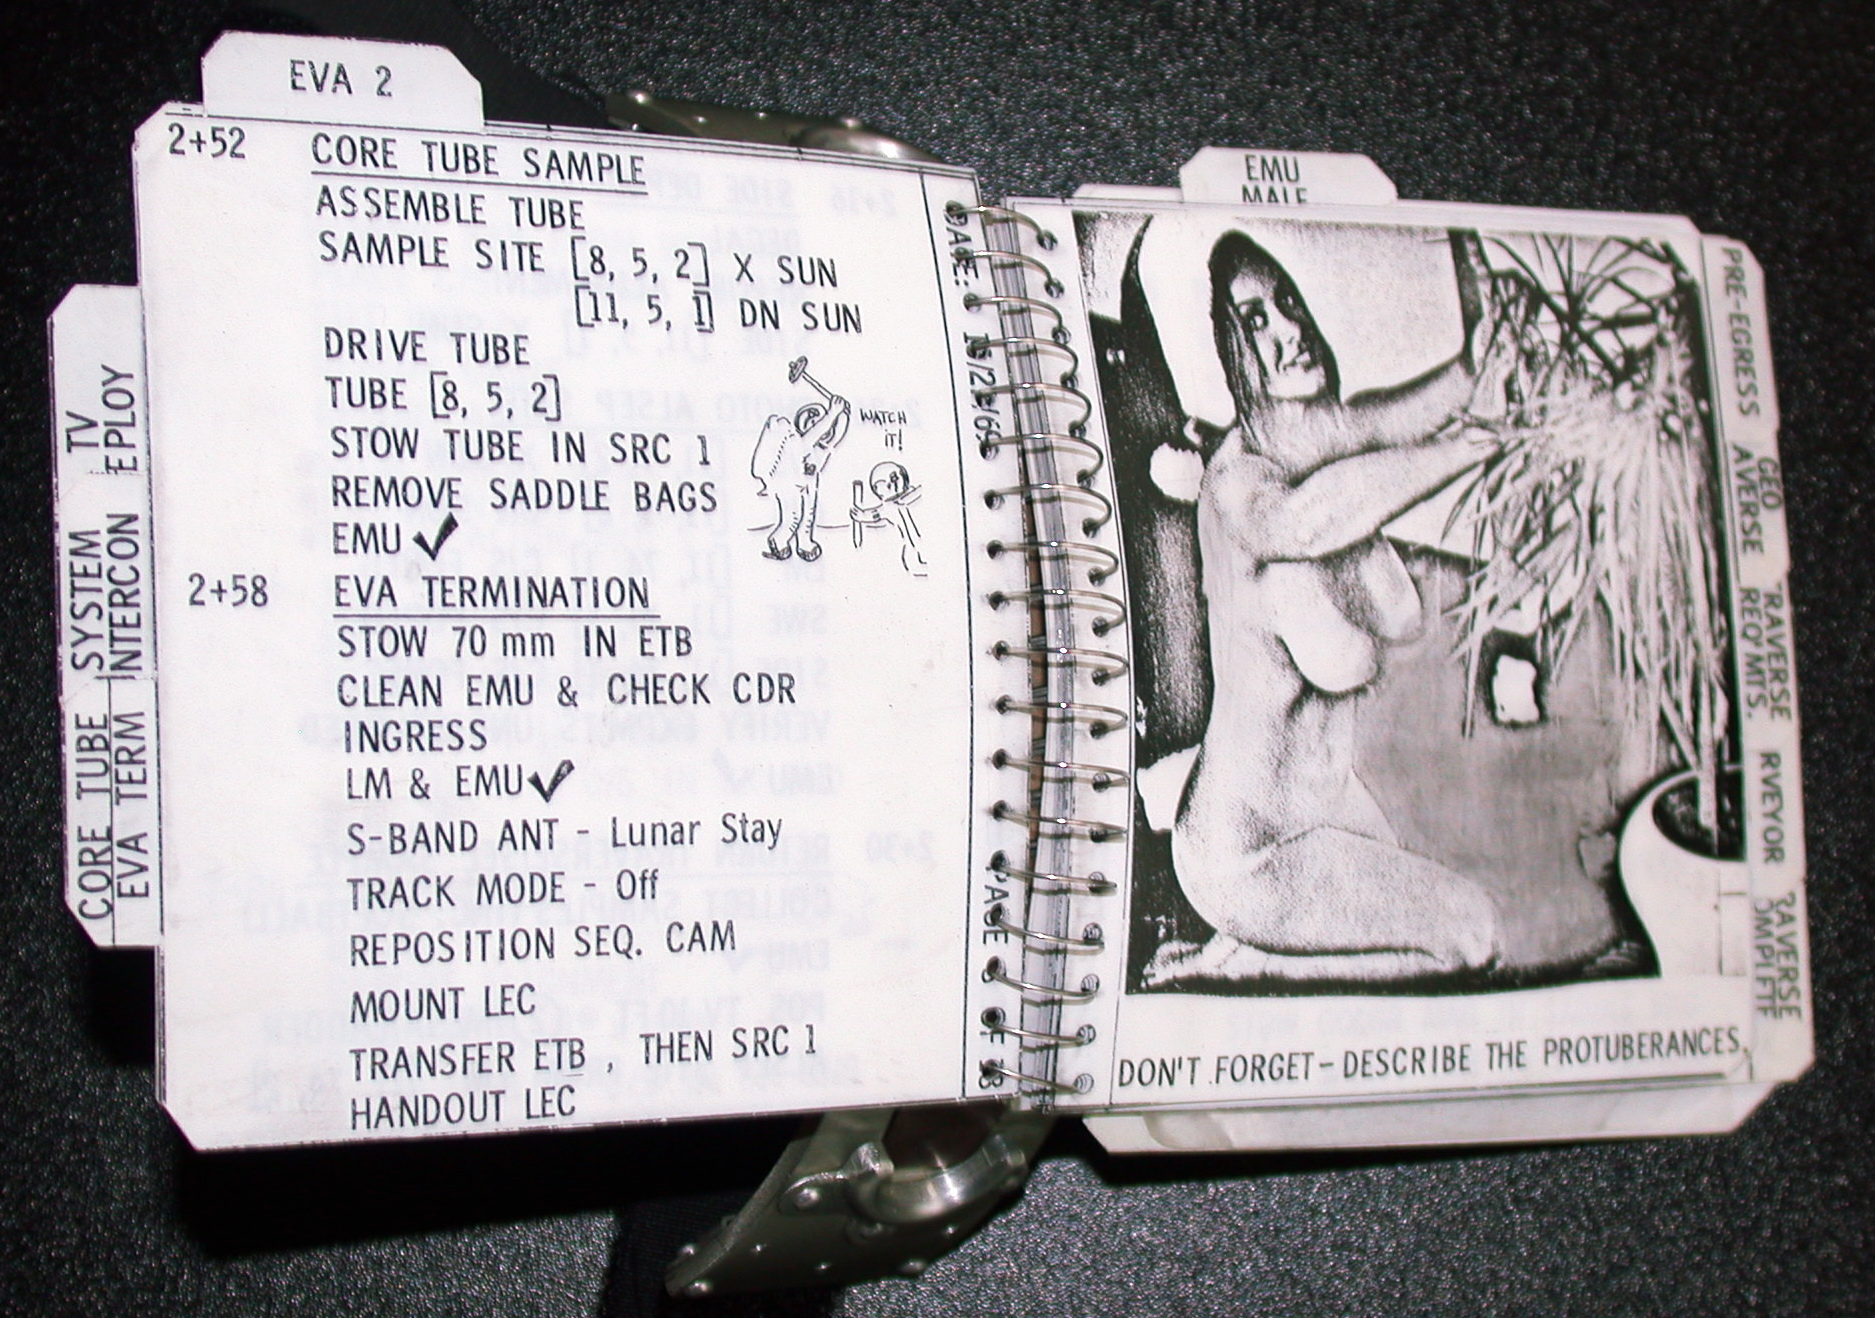 EVA 2
2+52 CORE TUBE SAMPLE
ASSEMBLE TUBE
SAMPLE SITE [8, 5, 2] X SUN
[11, 5, 1] DN SUN
DRIVE TUBE
TUBE [8, 5, 2]
STOW TUBE IN SRC 1
REMOVE SADDLE BAGS
EMU ✓
WATCH
IT!
2+58 EVA TERMINATION
STOW 70 mm IN ETB
CLEAN EMU & CHECK CDR
INGRESS
LM & EMU ✓
S-BAND ANT - Lunar Stay
TRACK MODE - Off
REPOSITION SEQ. CAM
MOUNT LEC
TRANSFER ETB, THEN SRC 1
HANDOUT LEC
CORE TUBE SYSTEM TV
EVA TERM INTERCON EPLOY
DATE:
EMU
MALF
PRE-EGRESS AVERSE REQ'MTS. RVEYOR
GEO TRAVERSE RAVERSE
DON'T FORGET - DESCRIBE THE PROTUBERANCES